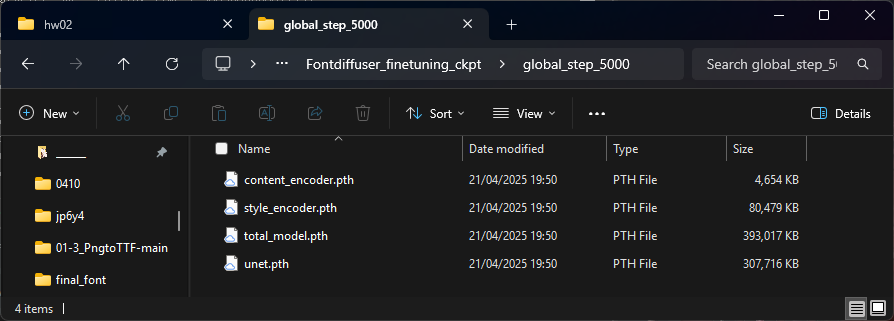 hw02 global_step_5000
Fontdiffuser_finetuning_ckpt global_step_5000 Search global_step_5
New Sort View Details
Name Date modified Type Size
______
0410
jp6y4
01-3_PngtoTTF-main
final_font
content_encoder.pth 21/04/2025 19:50 PTH File 4,654 KB
style_encoder.pth 21/04/2025 19:50 PTH File 80,479 KB
total_model.pth 21/04/2025 19:50 PTH File 393,017 KB
unet.pth 21/04/2025 19:50 PTH File 307,716 KB
4 items